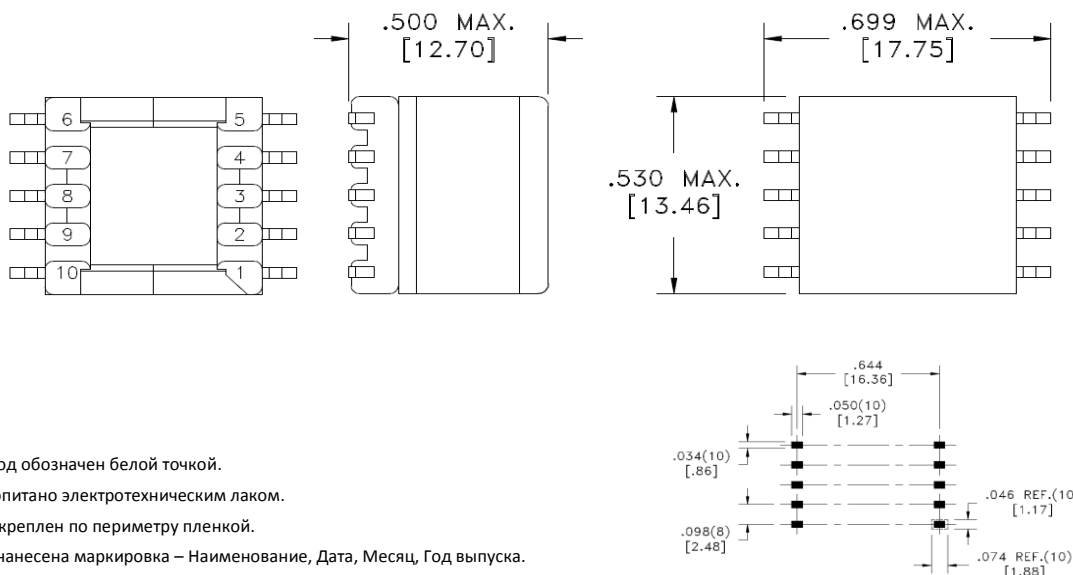 .500 MAX.
[12.70]
.699 MAX.
[17.75]
6
5
7
4
8
3
9
2
10
1
.530 MAX.
[13.46]
.644
[16.36]
.050(10)
[1.27]
.034(10)
[.86]
.098(8)
[2.48]
.046 REF.(10
[1.17]
.074 REF.(10)
[1.88]
од обозначен белой точкой.
опитано электротехническим лаком.
креплен по периметру пленкой.
нанесена маркировка – Наименование, Дата, Месяц, Год выпуска.